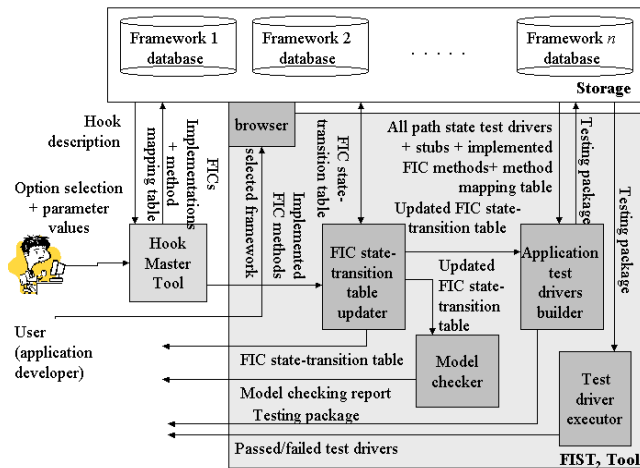 Framework 1
database
Framework 2
database
. . . . .
Framework n
database
Storage
Hook
description
mapping table
+ method
Implementations
FICs
browser
selected framework
Implemented
FIC methods
FIC state-
transition table
All path state test drivers
+ stubs + implemented
FIC methods+ method
mapping table
Testing package
Testing package
Option selection
+ parameter
values
Hook
Master
Tool
Updated FIC state-
transition table
FIC state-
transition
table
updater
Updated
FIC state-
transition
table
Application
test
drivers
builder
User
(application
developer)
FIC state-transition table
Model
checker
Test
driver
executor
Model checking report
Testing package
Passed/failed test drivers
FIST, Tool